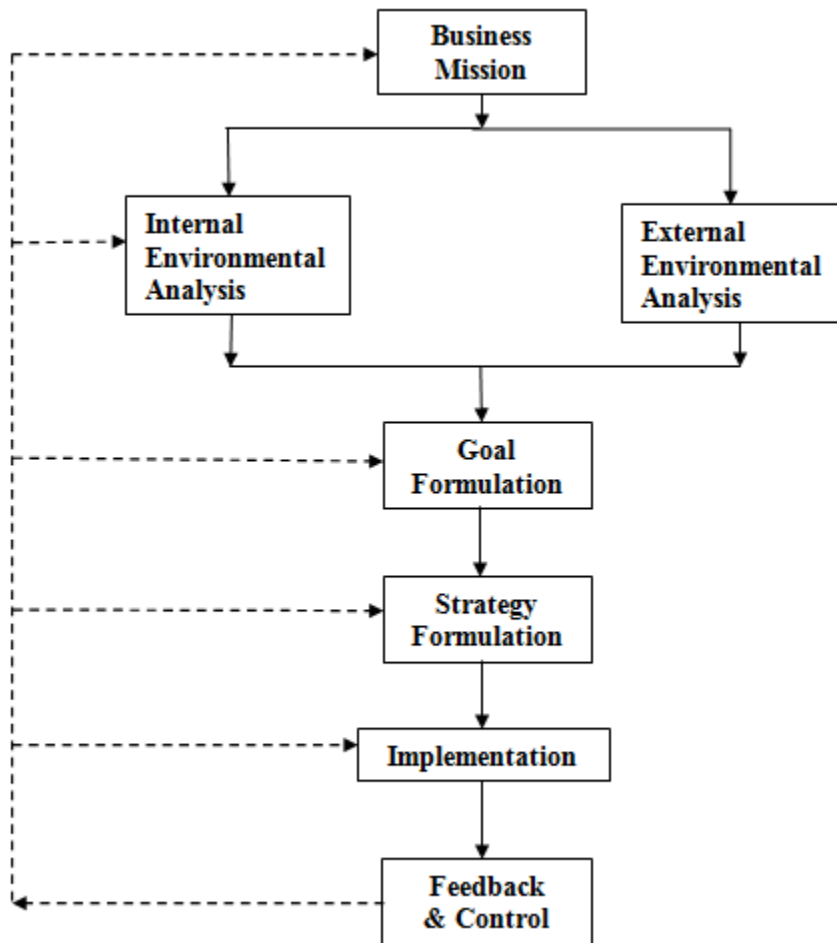 Business
Mission
Internal
Environmental
Analysis
External
Environmental
Analysis
Goal
Formulation
Strategy
Formulation
Implementation
Feedback
& Control